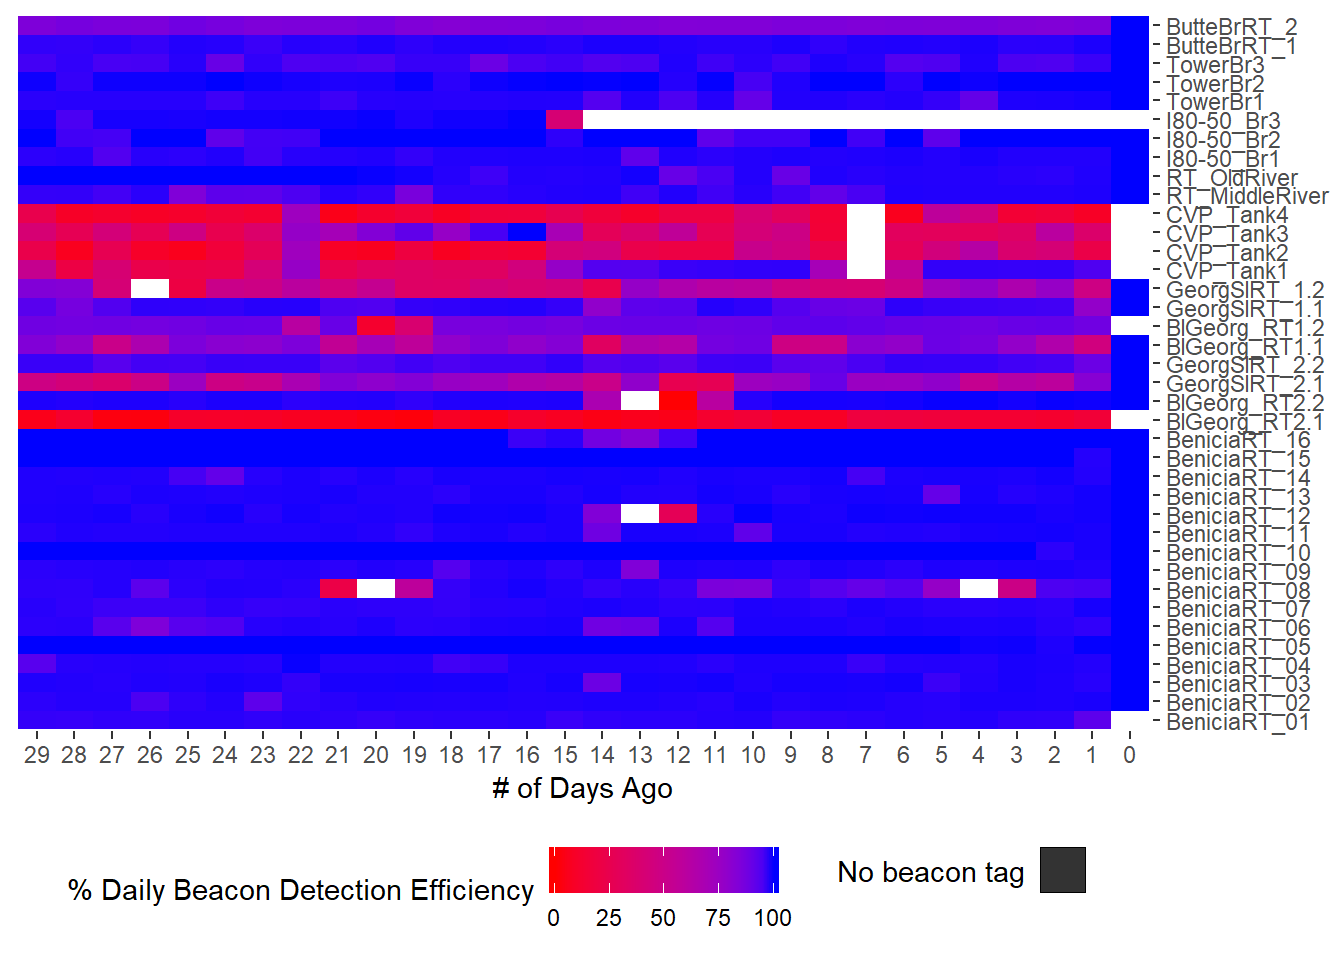 ButteBrRT_2
ButteBrRT_1
TowerBr3
TowerBr2
TowerBr1
I80-50_Br3
I80-50_Br2
I80-50_Br1
RT_OldRiver
RT_MiddleRiver
CVP_Tank4
CVP_Tank3
CVP_Tank2
CVP_Tank1
GeorgSlRT_1.2
GeorgSlRT_1.1
BlGeorg_RT1.2
BlGeorg_RT1.1
GeorgSlRT_2.2
GeorgSlRT_2.1
BlGeorg_RT2.2
BlGeorg_RT2.1
BeniciaRT_16
BeniciaRT_15
BeniciaRT_14
BeniciaRT_13
BeniciaRT_12
BeniciaRT_11
BeniciaRT_10
BeniciaRT_09
BeniciaRT_08
BeniciaRT_07
BeniciaRT_06
BeniciaRT_05
BeniciaRT_04
BeniciaRT_03
BeniciaRT_02
BeniciaRT_01
29 28 27 26 25 24 23 22 21 20 19 18 17 16 15 14 13 12 11 10 9 8 7 6 5 4 3 2 1 0
# of Days Ago
% Daily Beacon Detection Efficiency
0 25 50 75 100
No beacon tag